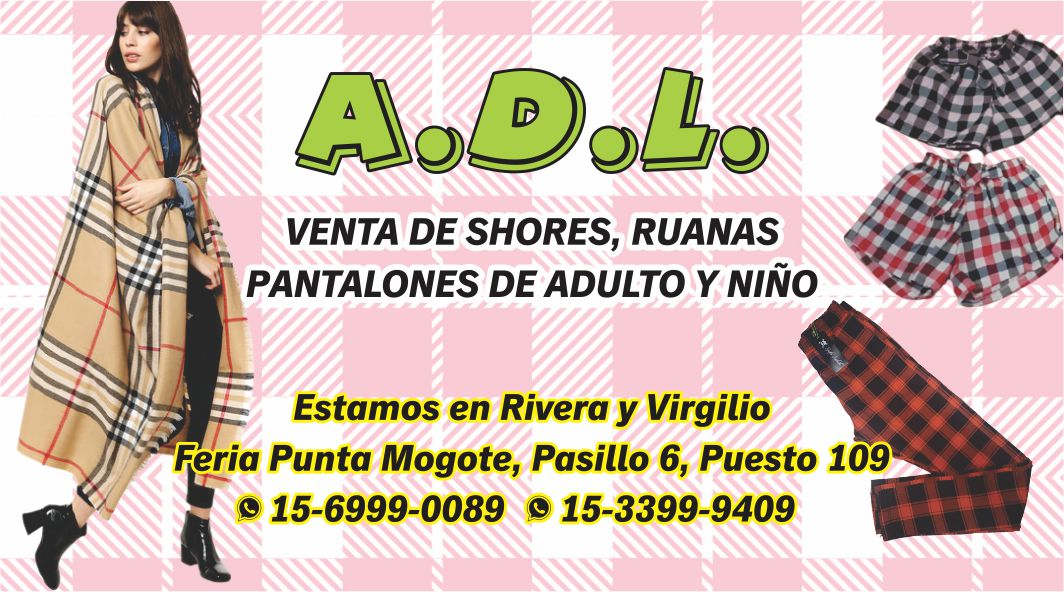 A.D.L.
VENTA DE SHORES, RUANAS
PANTALONES DE ADULTO Y NIÑO
Estamos en Rivera y Virgilio
Feria Punta Mogote, Pasillo 6, Puesto 109
15-6999-0089 15-3399-9409